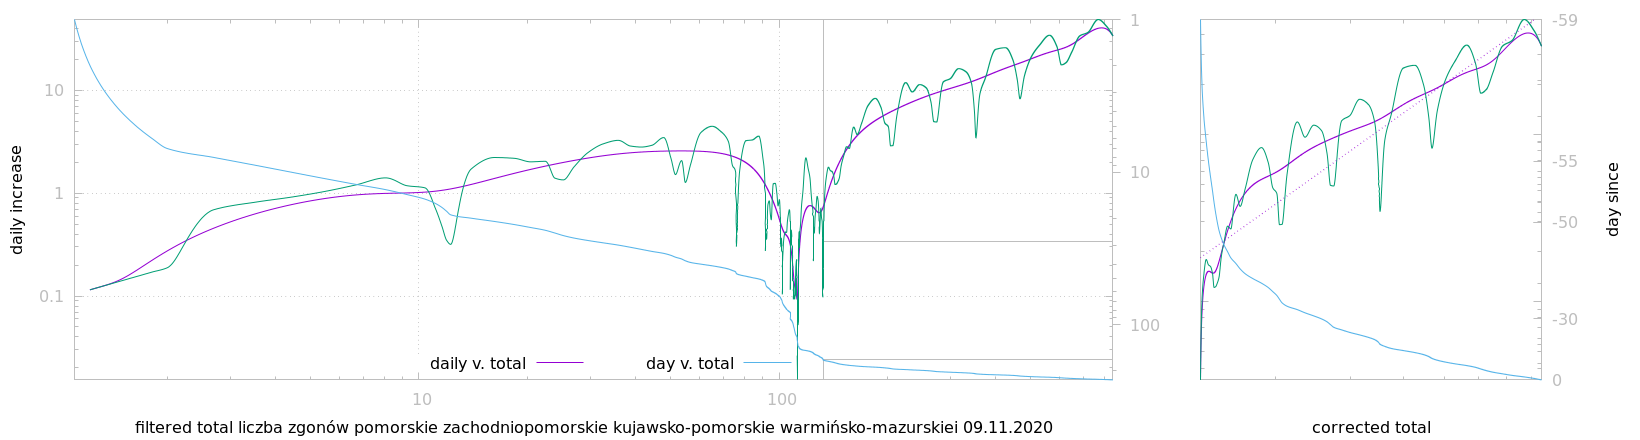 daily increase
10
1
0.1
10
100
1
10
100
daily v. total
day v. total
filtered total liczba zgonów pomorskie zachodniopomorskie kujawsko-pomorskie warmińsko-mazurskiei 09.11.2020
-59
-55
-50
-30
0
day since
corrected total